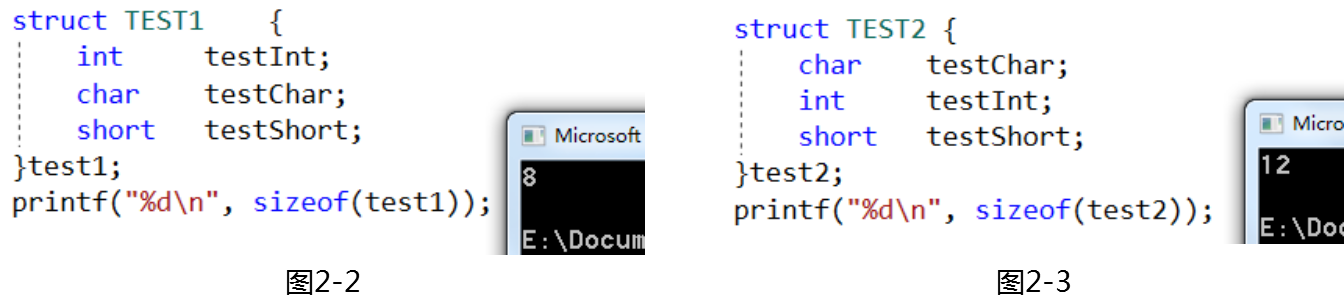 struct TEST1    {
    int     testInt;
    char    testChar;
    short   testShort;
}test1;
printf("%d\n", sizeof(test1));
Microsoft
8
E:\Docum
图2-2
struct TEST2 {
    char    testChar;
    int     testInt;
    short   testShort;
}test2;
printf("%d\n", sizeof(test2));
Micro
12
E:\Doc
图2-3